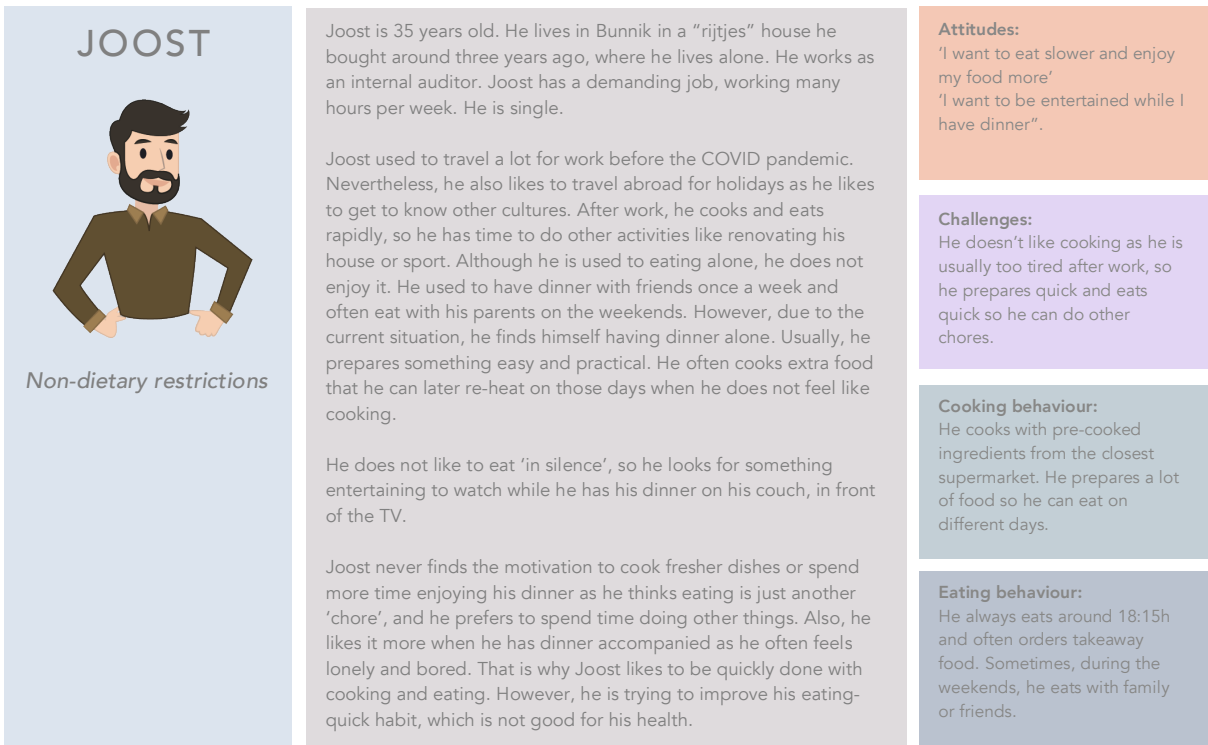 JOOST
Non-dietary restrictions
Joost is 35 years old. He lives in Bunnik in a “rijtjes” house he
bought around three years ago, where he lives alone. He works as
an internal auditor. Joost has a demanding job, working many
hours per week. He is single.
Joost used to travel a lot for work before the COVID pandemic.
Nevertheless, he also likes to travel abroad for holidays as he likes
to get to know other cultures. After work, he cooks and eats
rapidly, so he has time to do other activities like renovating his
house or sport. Although he is used to eating alone, he does not
enjoy it. He used to have dinner with friends once a week and
often eat with his parents on the weekends. However, due to the
current situation, he finds himself having dinner alone. Usually, he
prepares something easy and practical. He often cooks extra food
that he can later re-heat on those days when he does not feel like
cooking.
He does not like to eat ‘in silence’, so he looks for something
entertaining to watch while he has his dinner on his couch, in front
of the TV.
Joost never finds the motivation to cook fresher dishes or spend
more time enjoying his dinner as he thinks eating is just another
‘chore’, and he prefers to spend time doing other things. Also, he
likes it more when he has dinner accompanied as he often feels
lonely and bored. That is why Joost likes to be quickly done with
cooking and eating. However, he is trying to improve his eating-
quick habit, which is not good for his health.
Attitudes:
‘I want to eat slower and enjoy
my food more’
‘I want to be entertained while I
have dinner”.
Challenges:
He doesn’t like cooking as he is
usually too tired after work, so
he prepares quick and eats
quick so he can do other
chores.
Cooking behaviour:
He cooks with pre-cooked
ingredients from the closest
supermarket. He prepares a lot
of food so he can eat on
different days.
Eating behaviour:
He always eats around 18:15h
and often orders takeaway
food. Sometimes, during the
weekends, he eats with family
or friends.